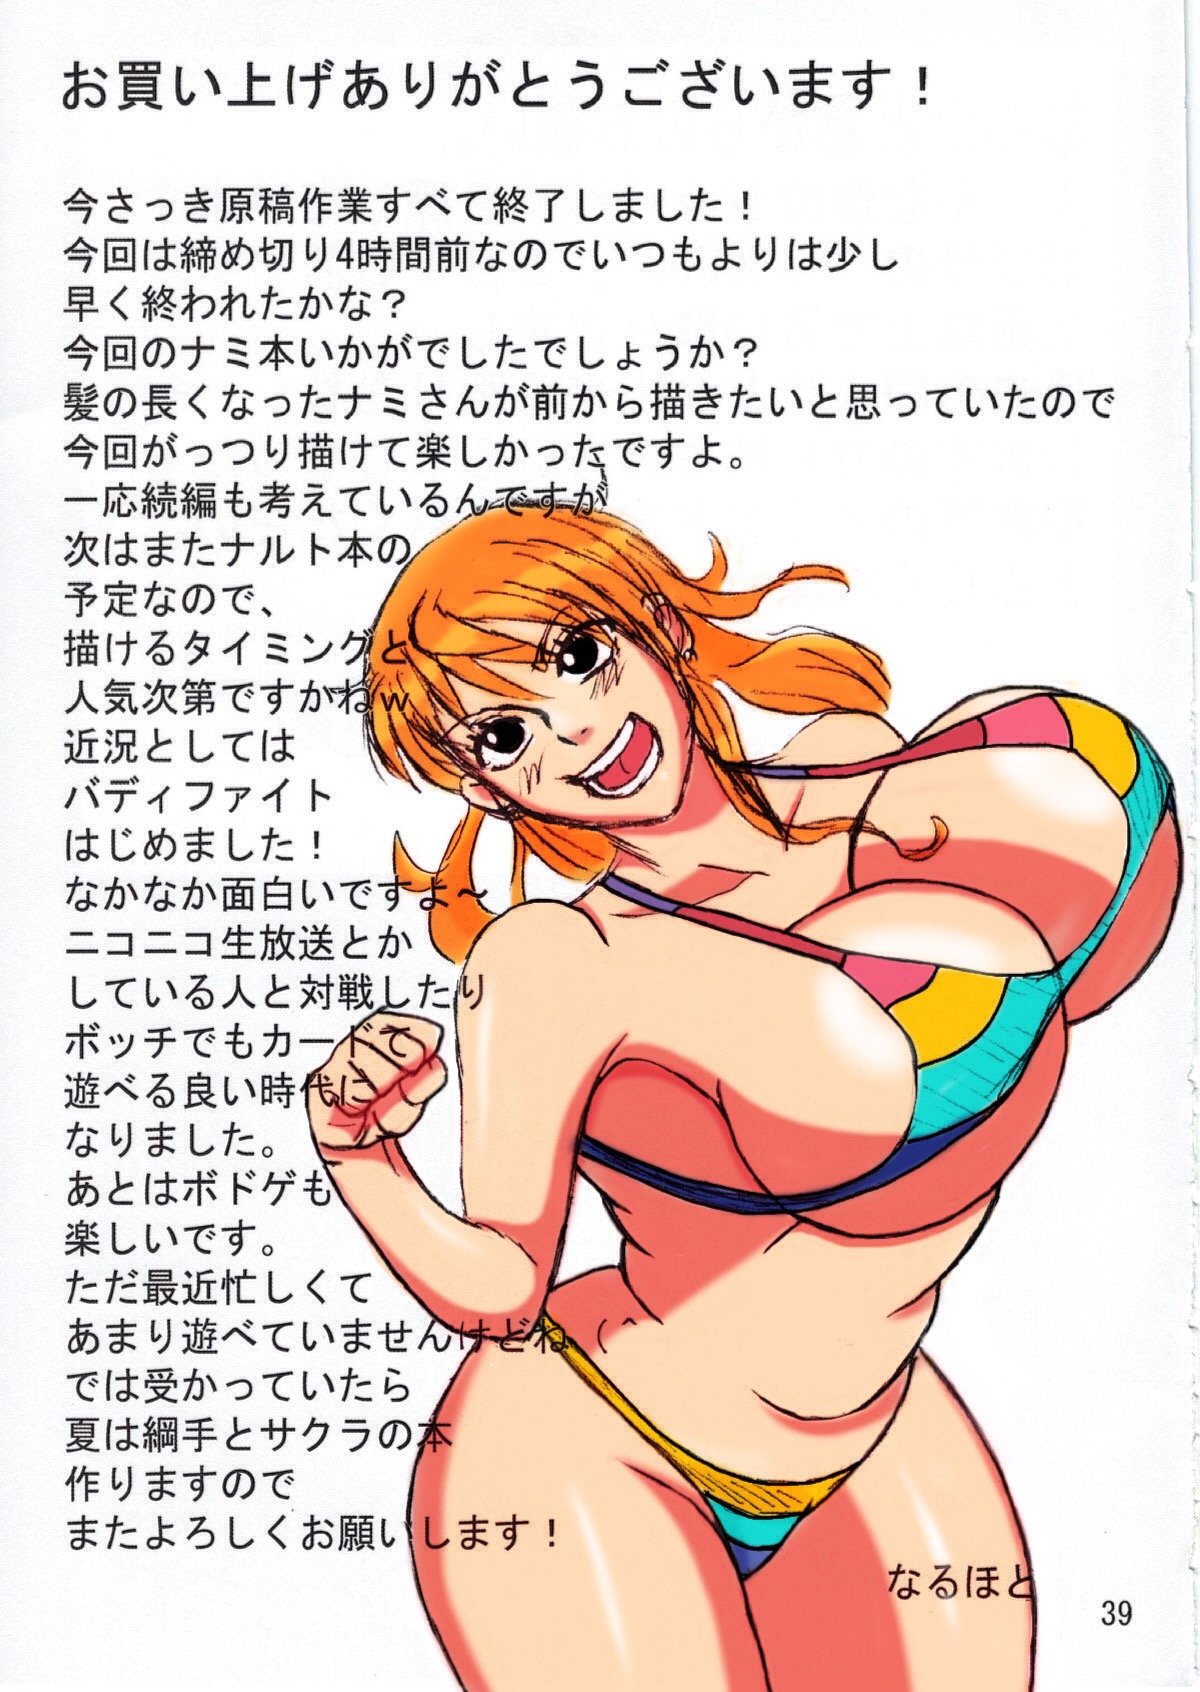 お買い上げありがとうございます！
今さっき原稿作業すべて終了しました！
今回は締め切り4時間前なのでいつもよりは少し
早く終われたかな？
今回のナミ本いかがでしたでしょうか？
髪の長くなったナミさんが前から描きたいと思っていたので
今回がっつり描けて楽しかったですよ。
一応続編も考えているんですが
次はまたナルト本の
予定なので、
描けるタイミングと
人気次第ですかねｗ
近況としては
バディファイト
はじめました！
なかなか面白いですよ～
ニコニコ生放送とか
している人と対戦したり
ボッチでもカードで
遊べる良い時代に
なりました。
あとはボドゲも
楽しいです。
ただ最近忙しくて
あまり遊べていませんけどね（^
では受かっていたら
夏は綱手とサクラの本
作りますので
またよろしくお願いします！
なるほと
39